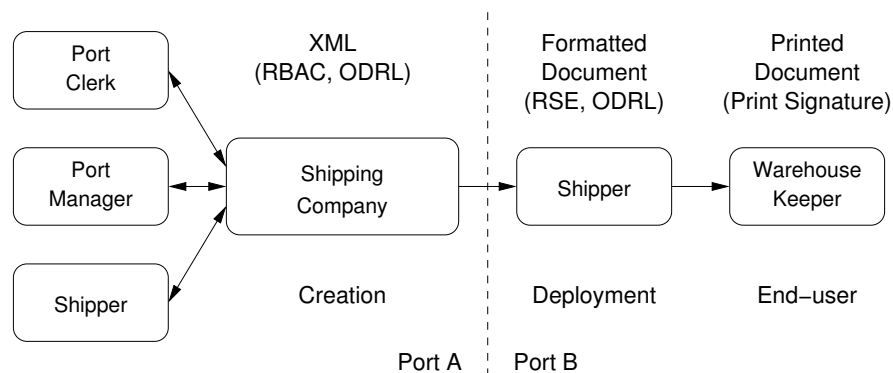 Port
Clerk
XML
(RBAC, ODRL)
Formatted
Document
(RSE, ODRL)
Printed
Document
(Print Signature)
Port
Manager
Shipping
Company
Shipper
Warehouse
Keeper
Shipper
Creation
Deployment
End−user
Port A
Port B